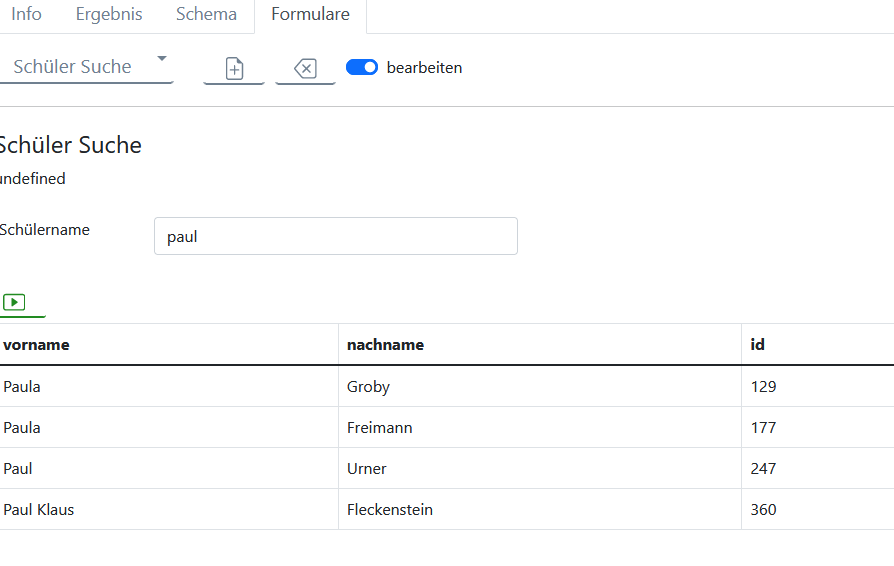 Info Ergebnis Schema Formulare
Schüler Suche bearbeiten
Schüler Suche
undefined
Schülername paul
vorname nachname id
Paula Groby 129
Paula Freimann 177
Paul Urner 247
Paul Klaus Fleckenstein 360